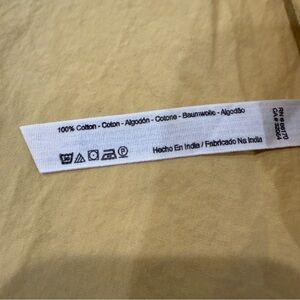 100% Cotton - Coton - Algodón - Cotone - Baumwolle - Algodão
Hecho En India / Fabricado Na India